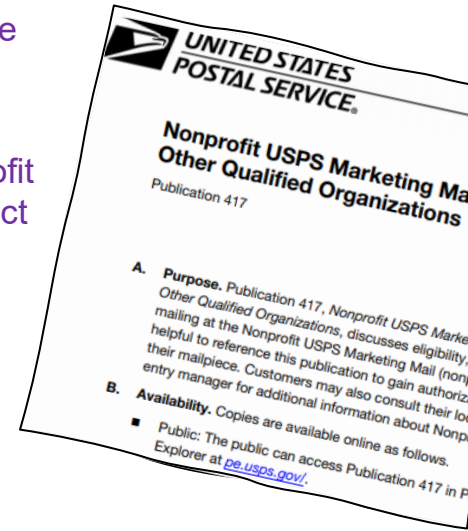 e
ofit
ct
UNITED STATES
POSTAL SERVICE®
Nonprofit USPS Marketing Ma
Other Qualified Organizations
Publication 417
A. Purpose. Publication 417, Nonprofit USPS Marke
Other Qualified Organizations, discusses eligibility,
mailing at the Nonprofit USPS Marketing Mail (nonp
helpful to reference this publication to gain authoriza
their mailpiece. Customers may also consult their loc
entry manager for additional information about Nonpr
B. Availability. Copies are available online as follows.
■ Public: The public can access Publication 417 in P
Explorer at pe.usps.gov/.